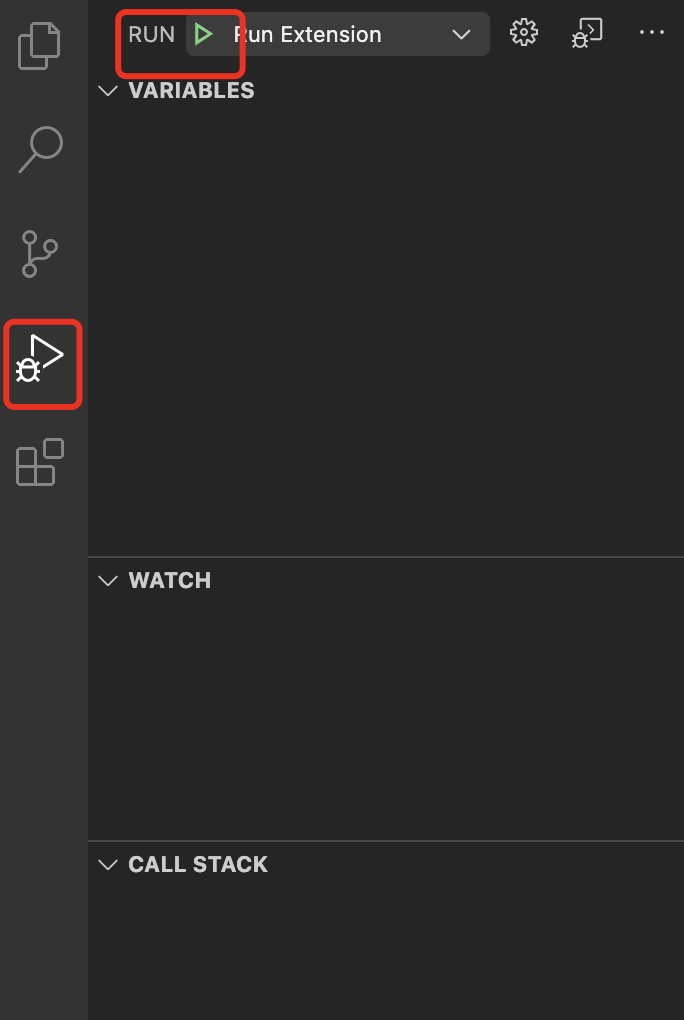 RUN Run Extension
VARIABLES
WATCH
CALL STACK